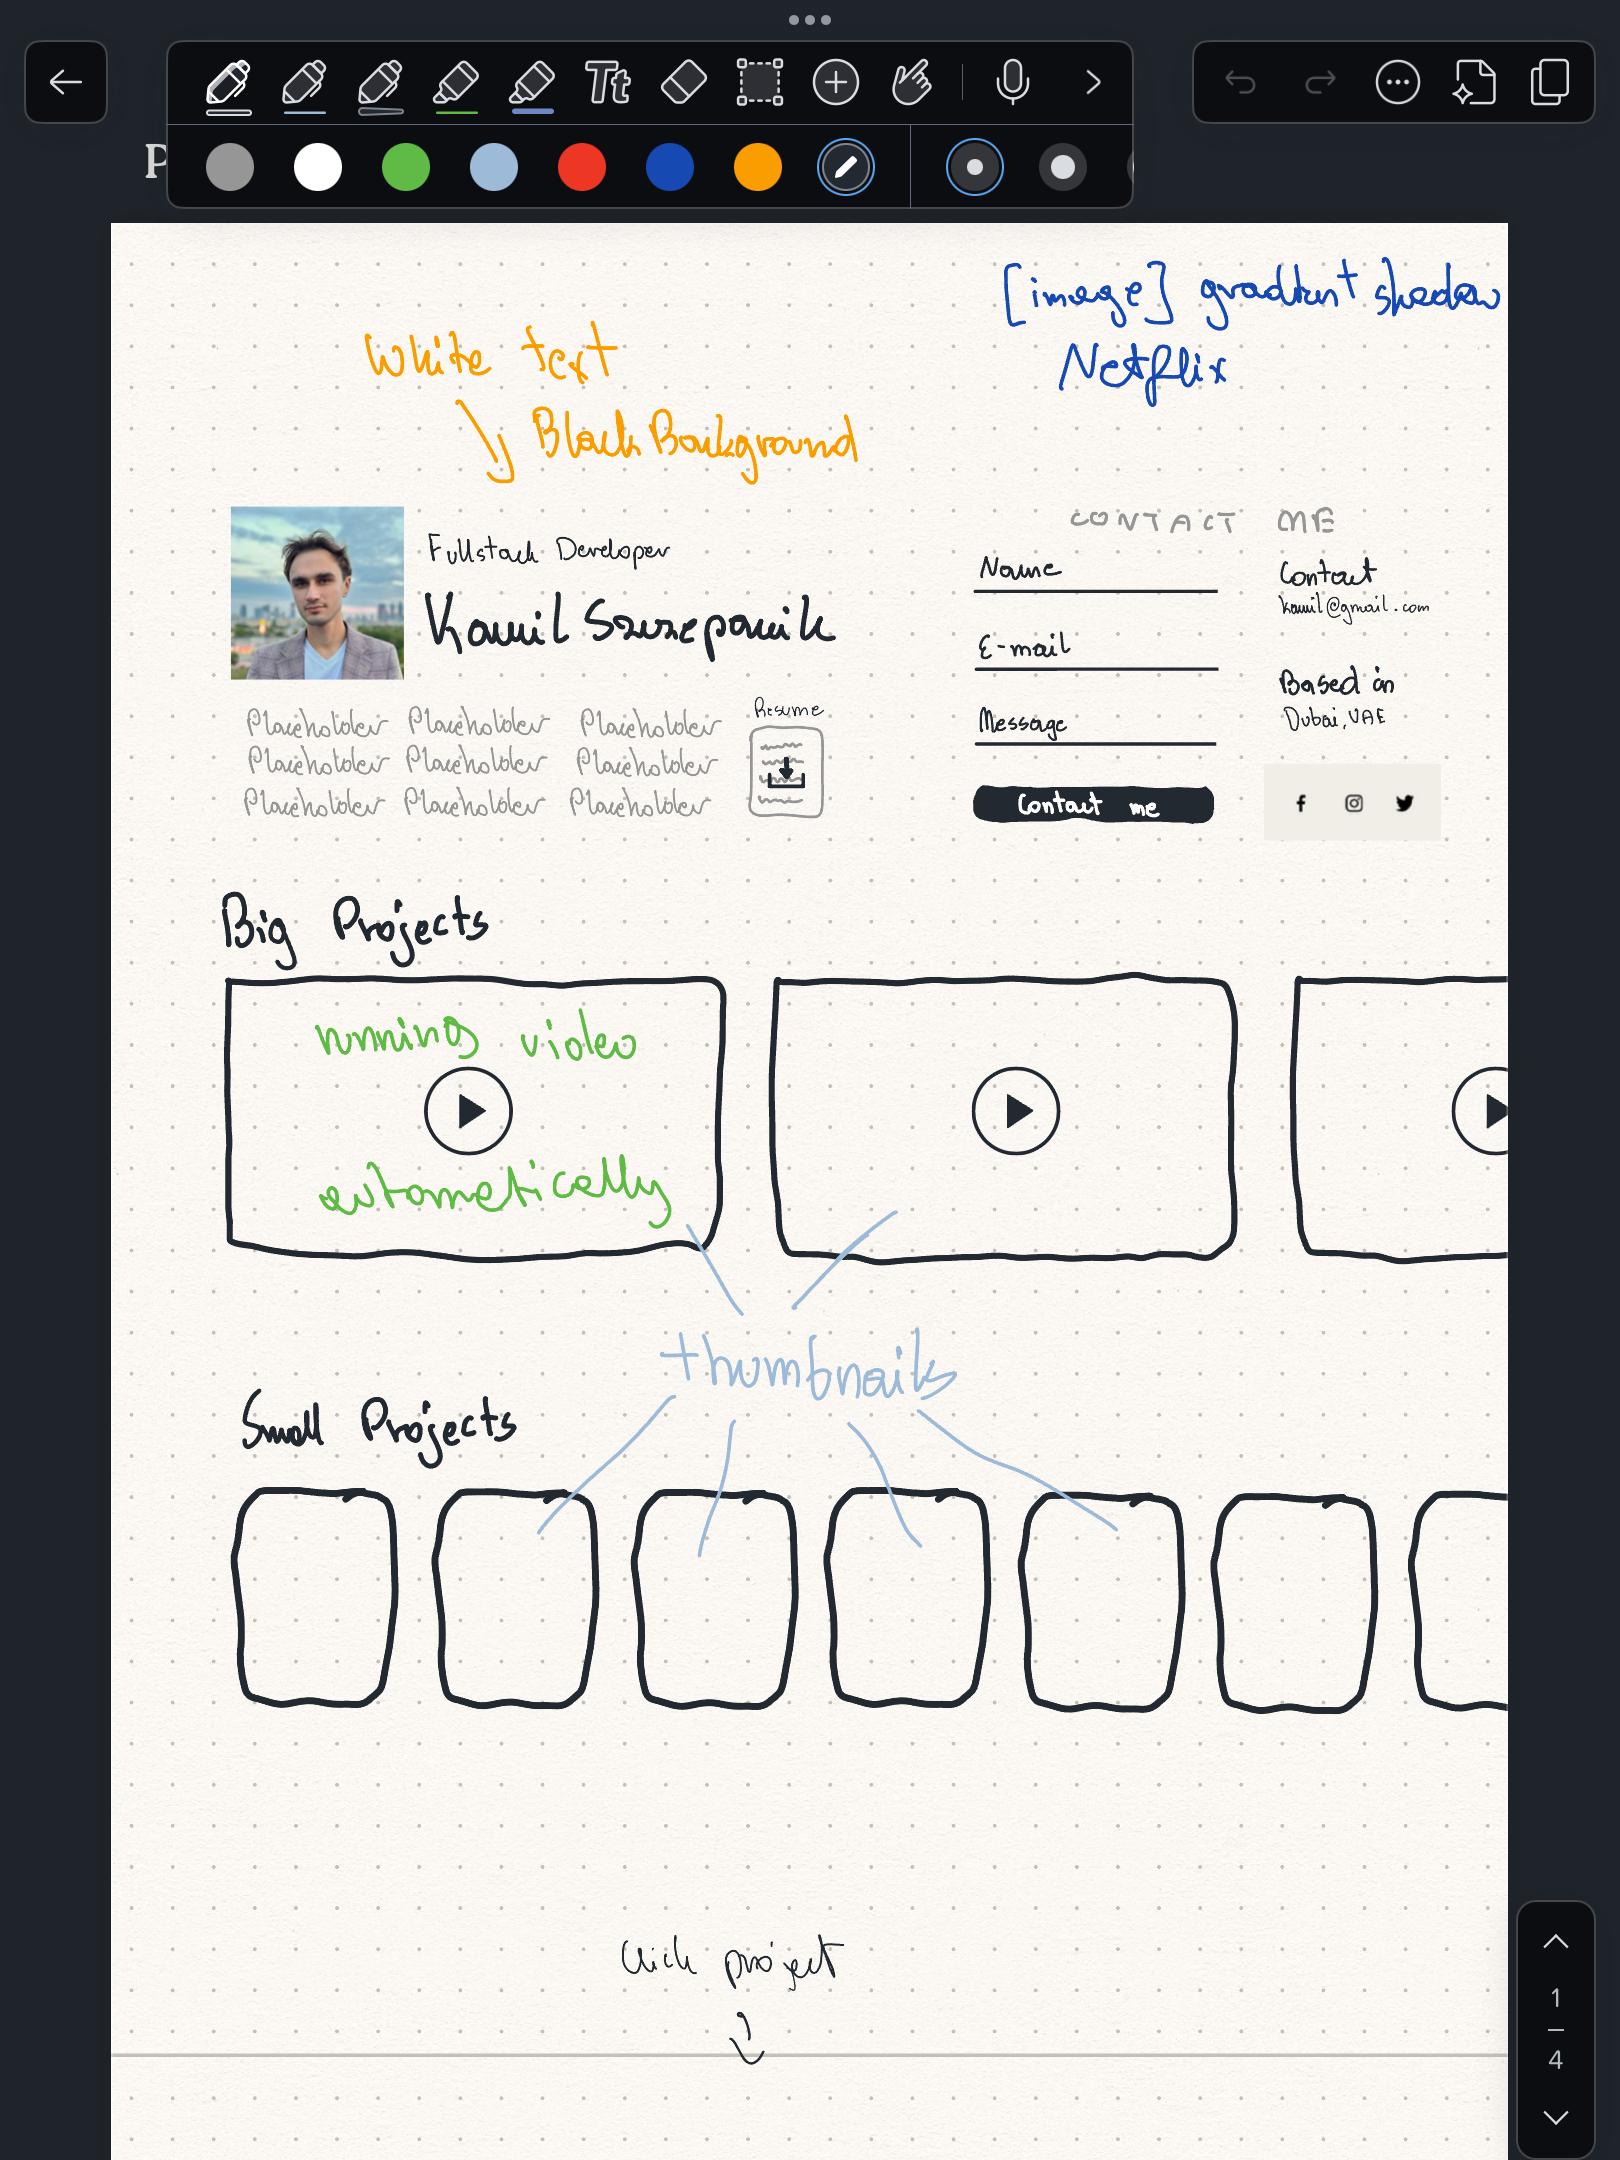 P
Tt
[image] gradient shadow
Netflix
White text
Black Background
Fullstack Developer
Kamil Szczepanik
CONTACT ME
Name
E-mail
Message
Contact me
Contact
kamil@gmail.com
Based in
Dubai, UAE
Placeholder Placeholder Placeholder
Placeholder Placeholder Placeholder
Placeholder Placeholder Placeholder
Resume
Big Projects
running video
automatically
thumbnails
Small Projects
Click project
1
4